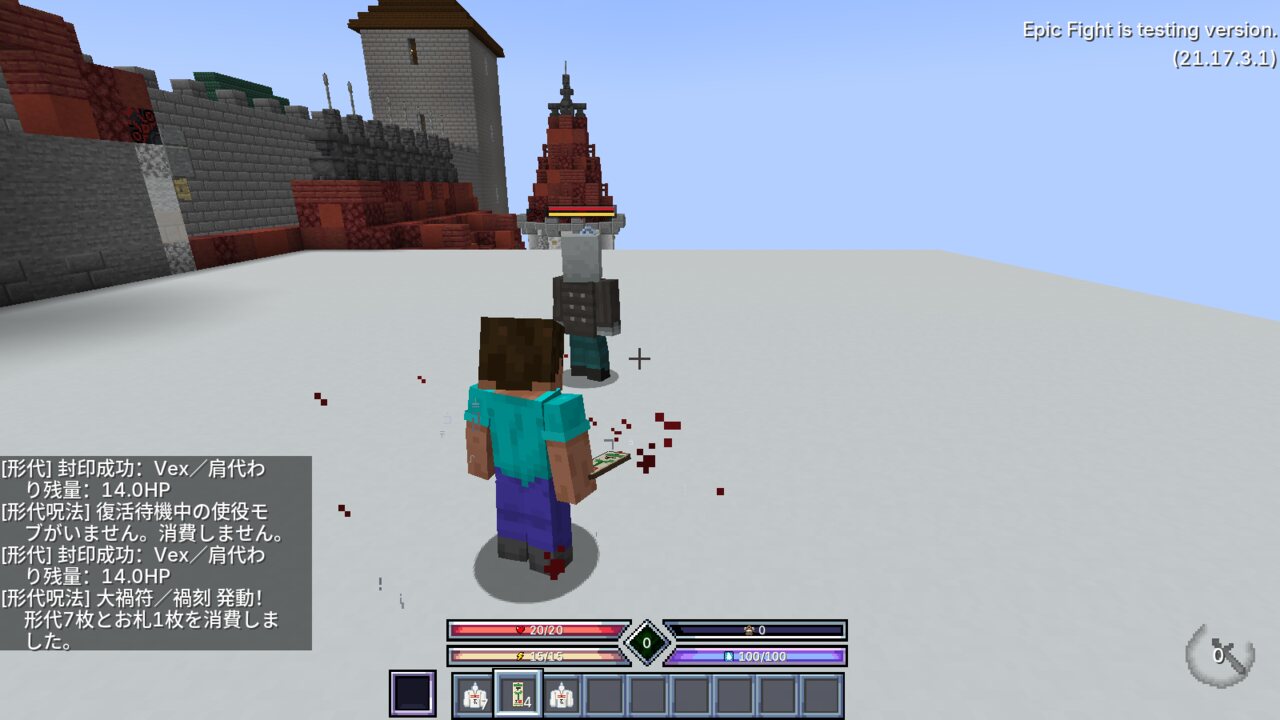 Epic Fight is testing version.
(21.17.3.1)
[形代] 封印成功: Vex／肩代わ
り残量: 14.0HP
[形代呪法] 復活待機中の使役モ
ブがいません。消費しません。
[形代] 封印成功: Vex／肩代わ
り残量: 14.0HP
[形代呪法] 大禍符／禍刻 発動!
形代7枚とお札1枚を消費しま
した。
20/20
0
0
15/15
100/100
7
4
0